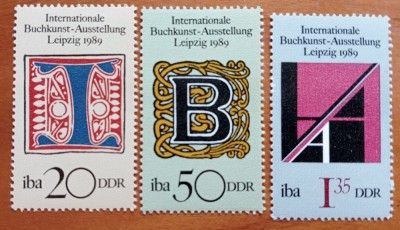 Internationale
Buchkunst-Ausstellung
Leipzig 1989
I
iba 20 DDR
Internationale
Buchkunst-Ausstellung
Leipzig 1989
B
iba 50 DDR
Internationale
Buchkunst-Ausstellung
Leipzig 1989
A
iba 1 35 DDR